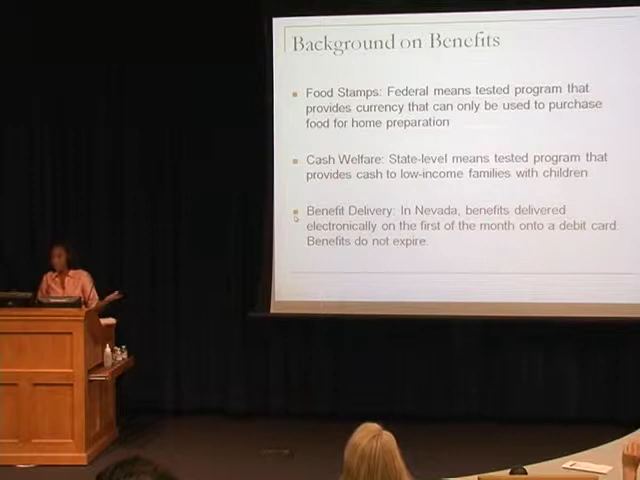 Background on Benefits
Food Stamps: Federal means tested program that
provides currency that can only be used to purchase
food for home preparation
Cash Welfare: State-level means tested program that
provides cash to low-income families with children
Benefit Delivery: In Nevada, benefits delivered
electronically on the first of the month onto a debit card.
Benefits do not expire.